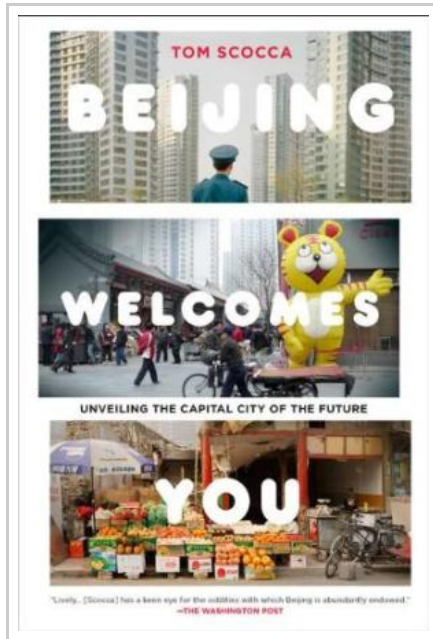 TOM SCOCCA
BEIJING
WELCOMES
UNVEILING THE CAPITAL CITY OF THE FUTURE
YOU
"Lively... [Scocca] has a keen eye for the oddities with which Beijing is abundantly endowed."
—THE WASHINGTON POST